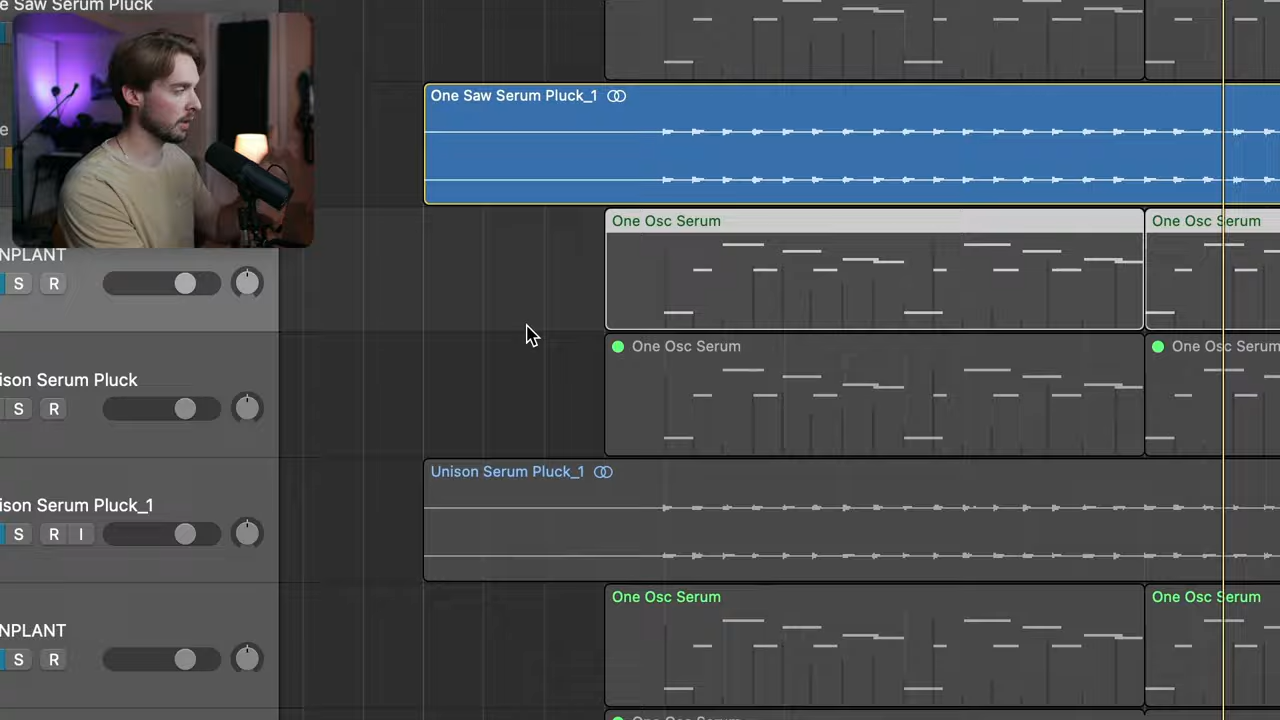 e Saw Serum Pluck
One Saw Serum Pluck_1
e
One Osc Serum
One Osc Serum
NPLANT
S
R
One Osc Serum
One Osc Serum
ison Serum Pluck
S
R
Unison Serum Pluck_1
ison Serum Pluck_1
S
R
I
One Osc Serum
One Osc Serum
NPLANT
S
R